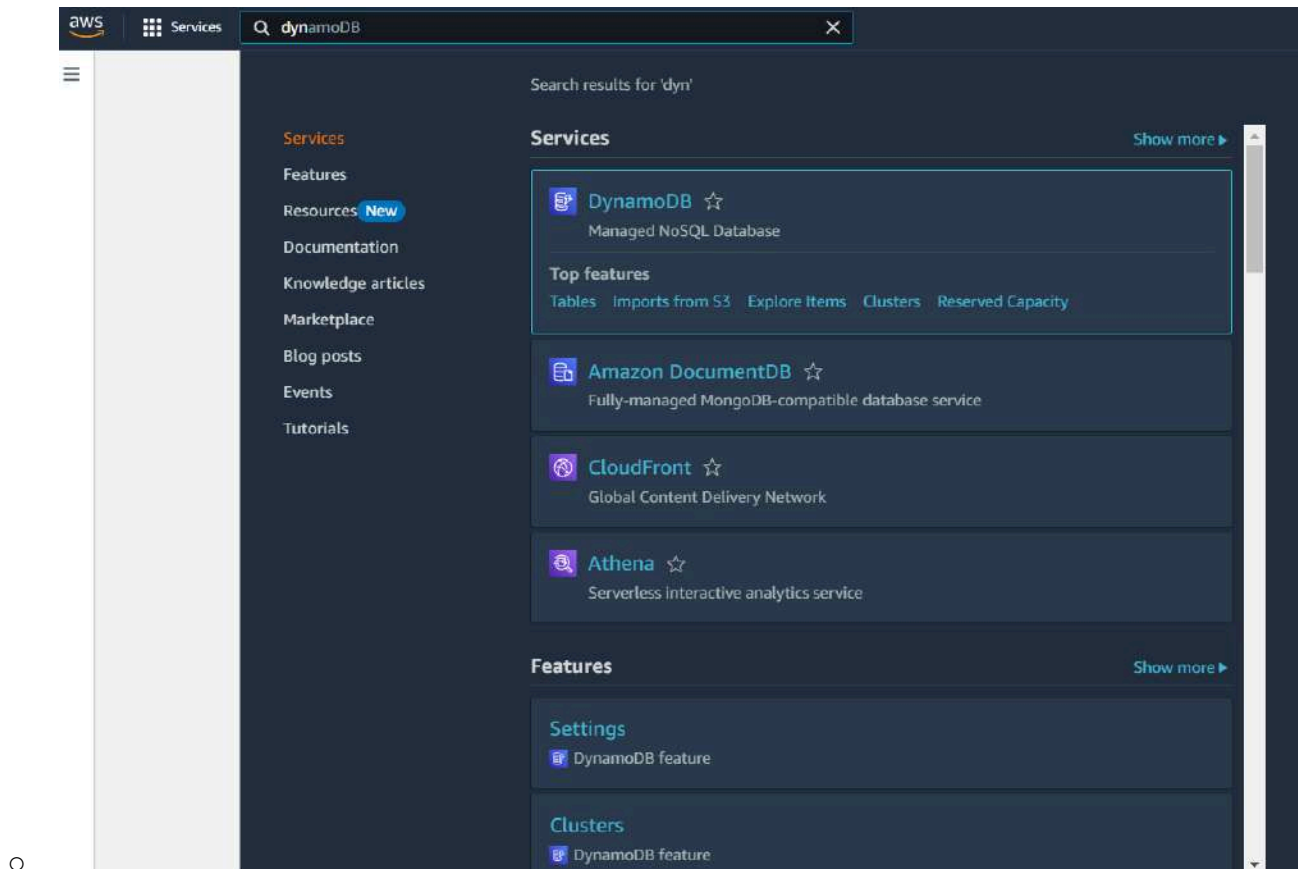 aws
Services
dynamoDB
Search results for 'dyn'
Services
Features
Resources New
Documentation
Knowledge articles
Marketplace
Blog posts
Events
Tutorials
Services
Show more
DynamoDB
Managed NoSQL Database
Top features
Tables Imports from S3 Explore Items Clusters Reserved Capacity
Amazon DocumentDB
Fully-managed MongoDB-compatible database service
CloudFront
Global Content Delivery Network
Athena
Serverless interactive analytics service
Features
Show more
Settings
DynamoDB feature
Clusters
DynamoDB feature